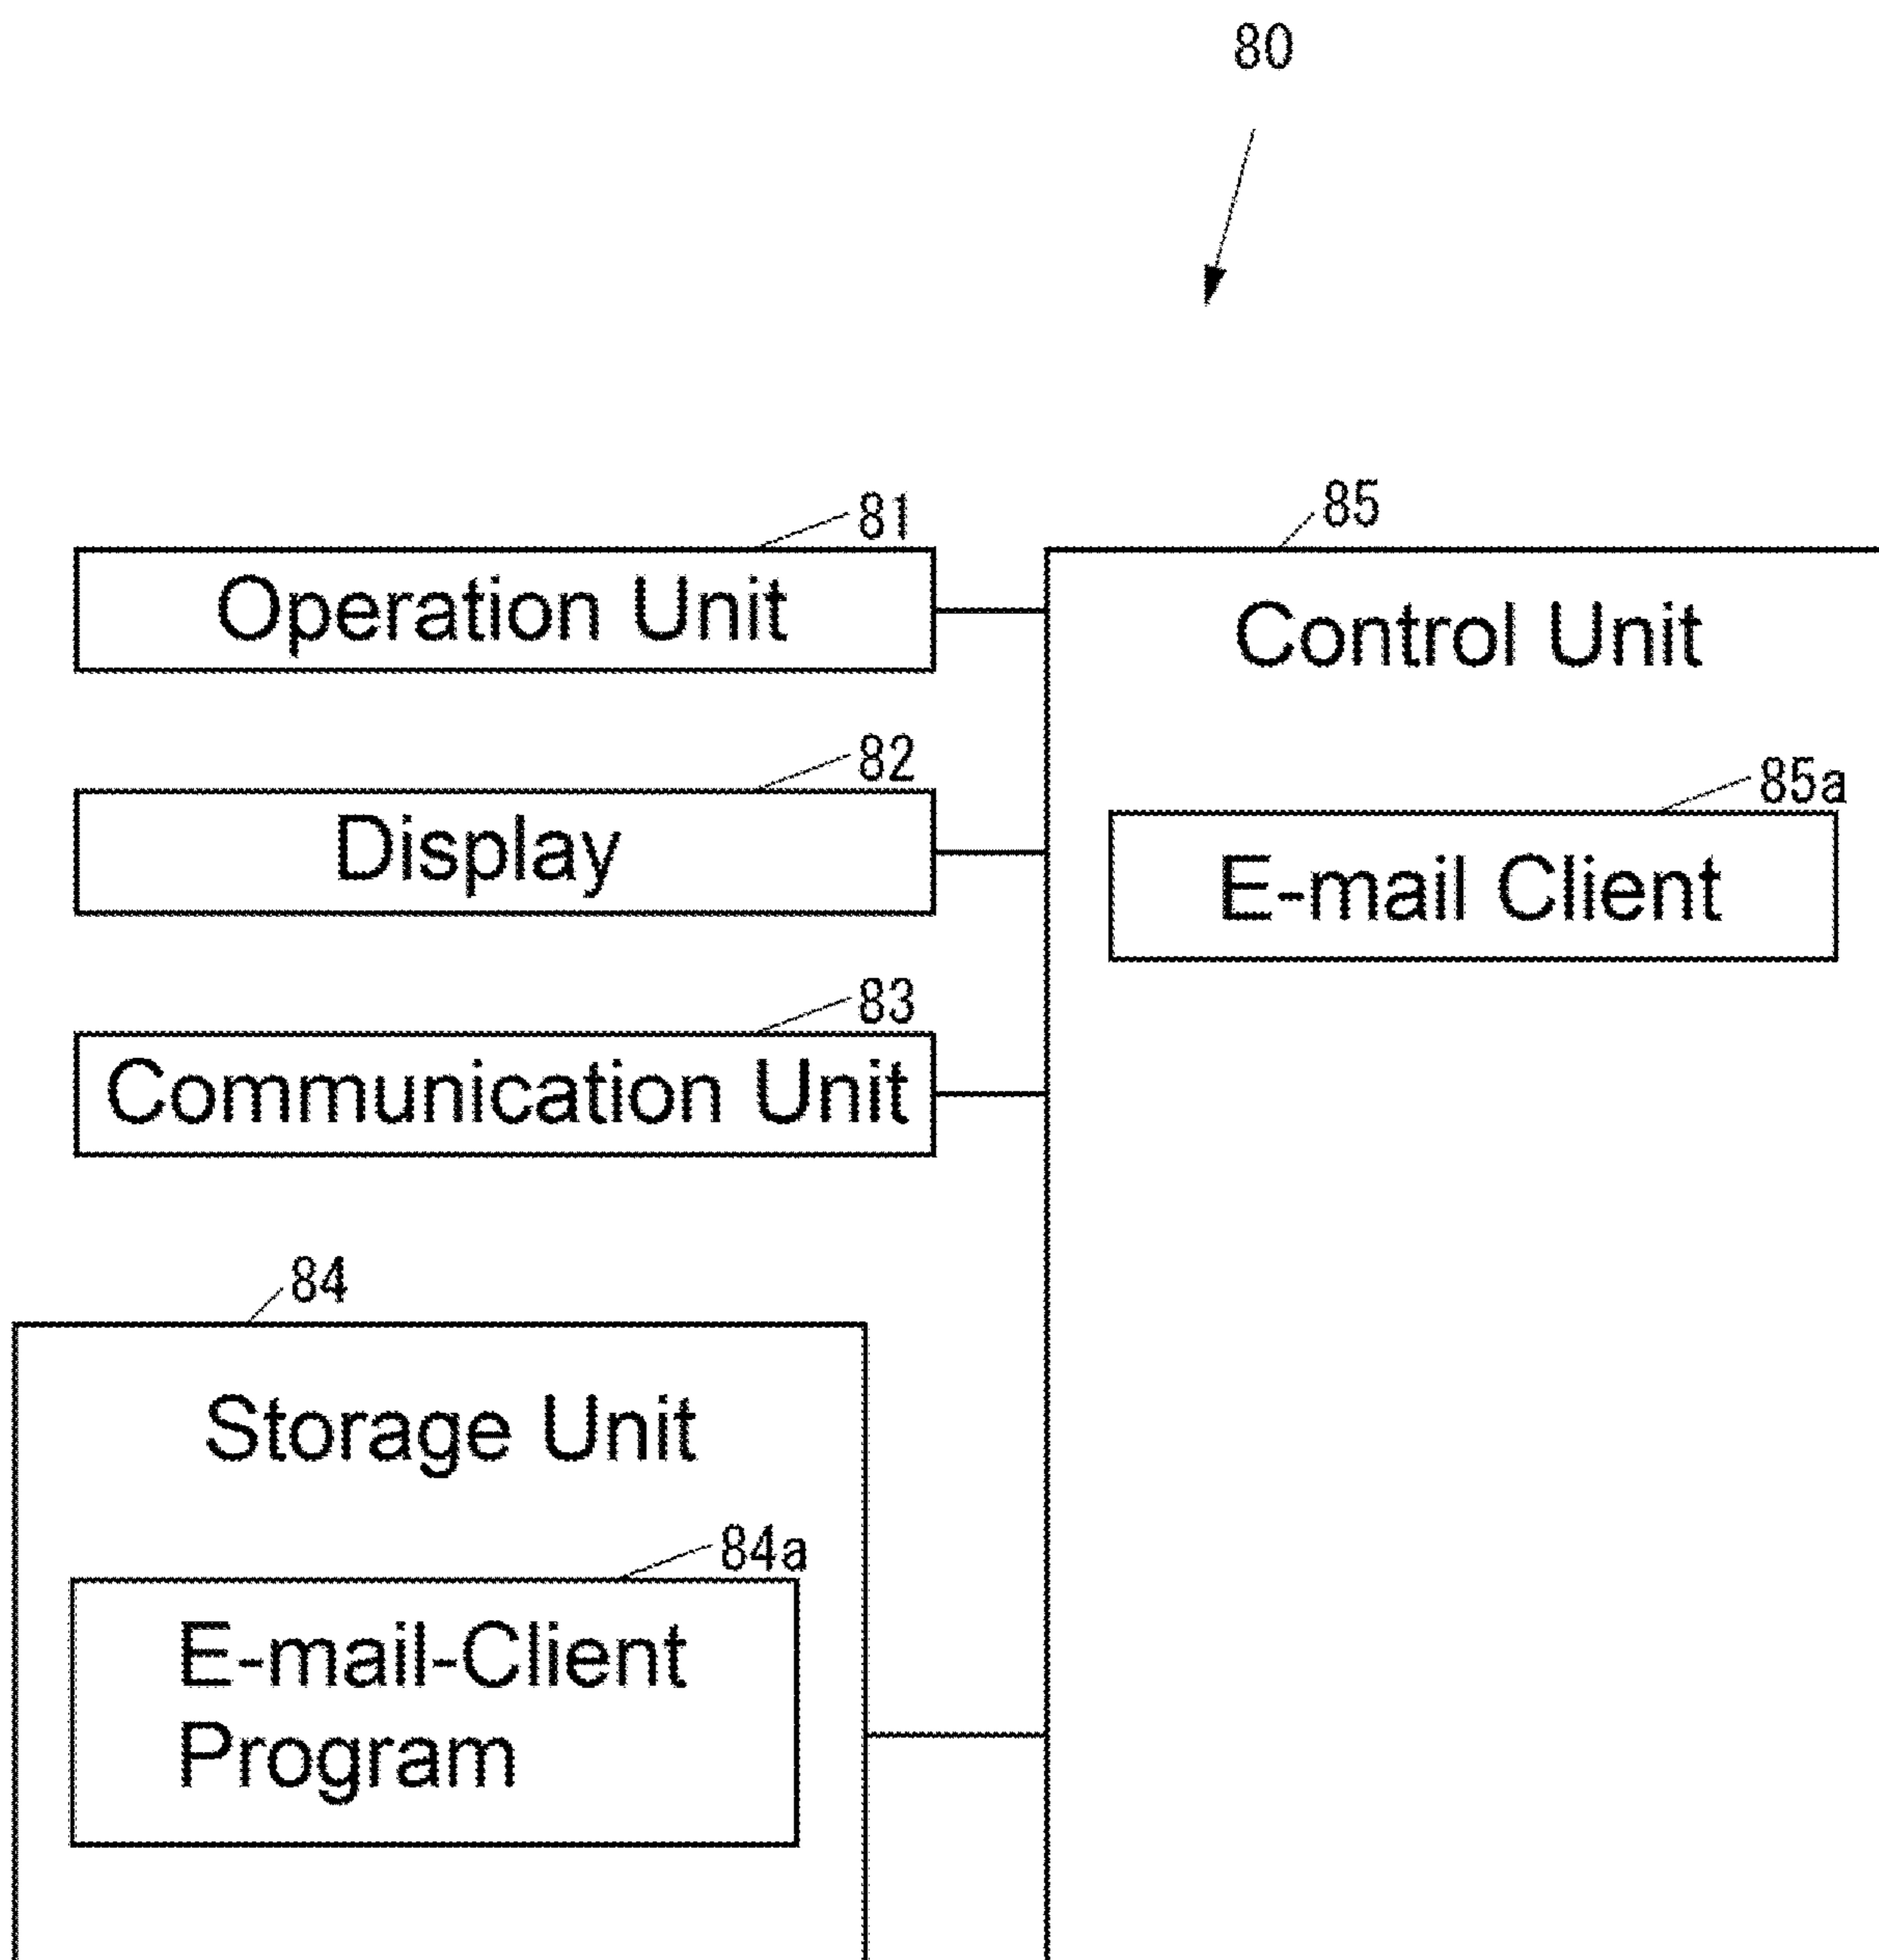 80
81
Operation Unit
82
Display
83
Communication Unit
84
Storage Unit
84a
E-mail-Client
Program
85
Control Unit
85a
E-mail Client